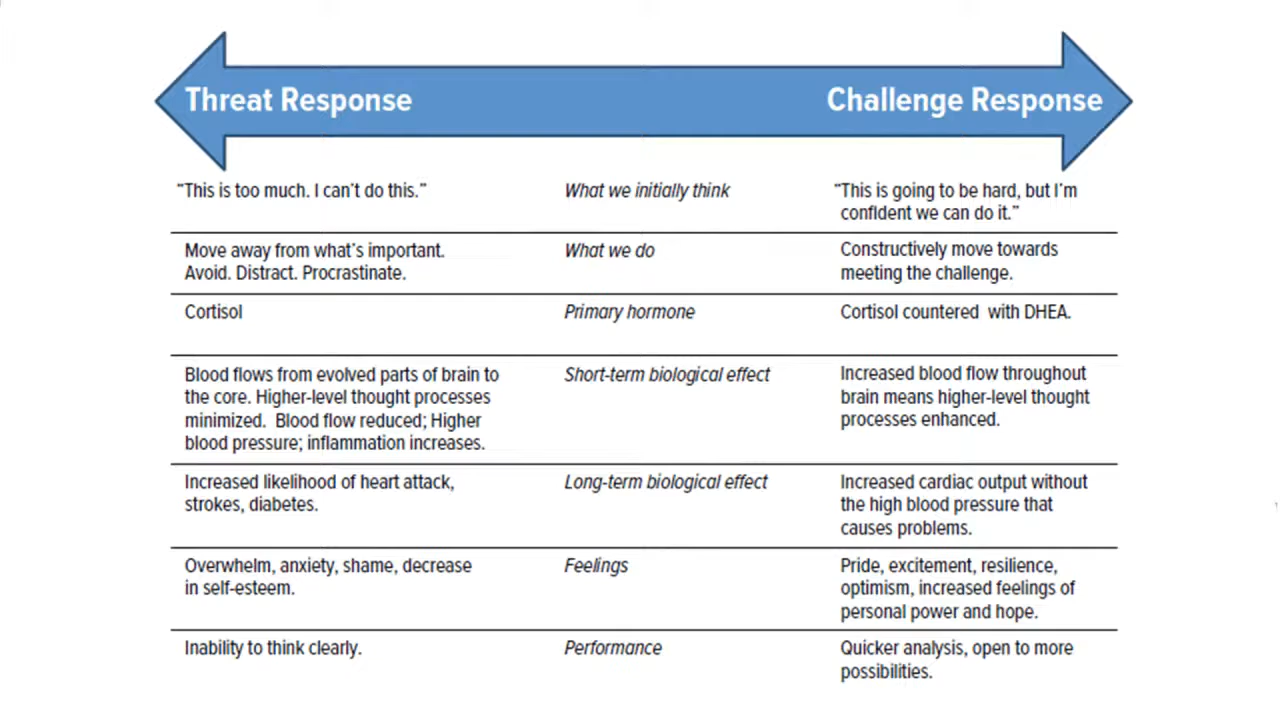 Threat Response
Challenge Response
“This is too much. I can’t do this.”
What we initially think
“This is going to be hard, but I’m
confident we can do it.”
Move away from what’s important.
Avoid. Distract. Procrastinate.
What we do
Constructively move towards
meeting the challenge.
Cortisol
Primary hormone
Cortisol countered with DHEA.
Blood flows from evolved parts of brain to
the core. Higher-level thought processes
minimized. Blood flow reduced; Higher
blood pressure; inflammation increases.
Short-term biological effect
Increased blood flow throughout
brain means higher-level thought
processes enhanced.
Increased likelihood of heart attack,
strokes, diabetes.
Long-term biological effect
Increased cardiac output without
the high blood pressure that
causes problems.
Overwhelm, anxiety, shame, decrease
in self-esteem.
Feelings
Pride, excitement, resilience,
optimism, increased feelings of
personal power and hope.
Inability to think clearly.
Performance
Quicker analysis, open to more
possibilities.